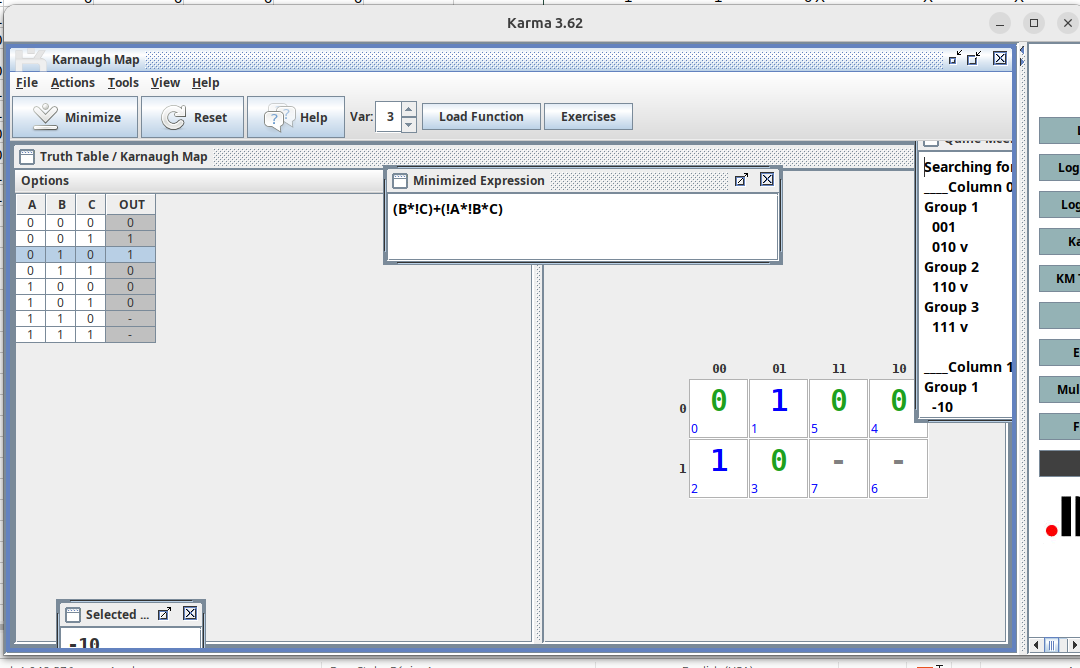 Karma 3.62
Karnaugh Map
File Actions Tools View Help
Minimize Reset Help Var: 3 Load Function Exercises
Truth Table / Karnaugh Map
Options
A B C OUT
0 0 0 0
0 0 1 1
0 1 0 1
0 1 1 0
1 0 0 0
1 0 1 0
1 1 0 -
1 1 1 -
Minimized Expression
(B*!C)+(!A*!B*C)
Searching for
____Column 0
Group 1
001
010 v
Group 2
110 v
Group 3
111 v
____Column 1
Group 1
-10
00 01 11 10
0 0 1 0 0
0 1 5 4
1 1 0 - -
2 3 7 6
Selected ...
-10
Log
Log
Ka
KM
E
Mul
F